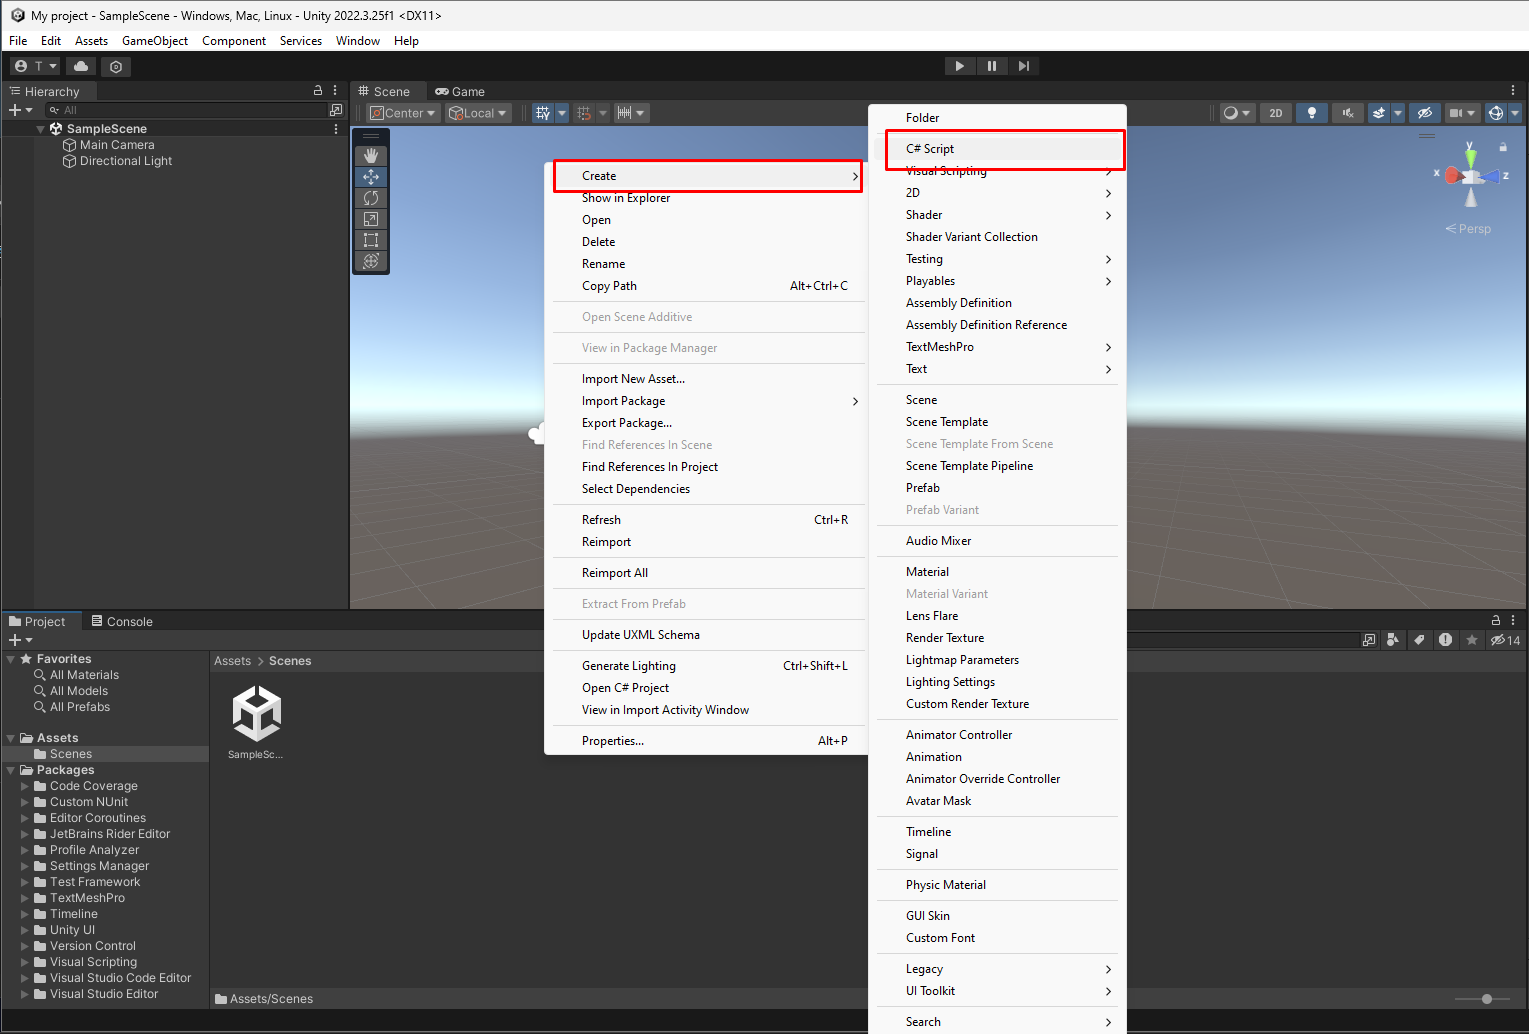 My project - SampleScene - Windows, Mac, Linux - Unity 2022.3.25f1 <DX11>
File Edit Assets GameObject Component Services Window Help
T
Hierarchy
All
SampleScene
Main Camera
Directional Light
Scene Game
Center Local
2D
y
x
z
Persp
Create
Show in Explorer
Open
Delete
Rename
Copy Path Alt+Ctrl+C
Open Scene Additive
View in Package Manager
Import New Asset...
Import Package
Export Package...
Find References In Scene
Find References In Project
Select Dependencies
Refresh Ctrl+R
Reimport
Reimport All
Extract From Prefab
Update UXML Schema
Generate Lighting Ctrl+Shift+L
Open C# Project
View in Import Activity Window
Properties... Alt+P
Folder
C# Script
Visual Scripting
2D
Shader
Shader Variant Collection
Testing
Playables
Assembly Definition
Assembly Definition Reference
TextMeshPro
Text
Scene
Scene Template
Scene Template From Scene
Scene Template Pipeline
Prefab
Prefab Variant
Audio Mixer
Material
Material Variant
Lens Flare
Render Texture
Lightmap Parameters
Lighting Settings
Custom Render Texture
Animator Controller
Animation
Animator Override Controller
Avatar Mask
Timeline
Signal
Physic Material
GUI Skin
Custom Font
Legacy
UI Toolkit
Search
Project Console
14
Favorites
All Materials
All Models
All Prefabs
Assets
Scenes
Packages
Code Coverage
Custom NUnit
Editor Coroutines
JetBrains Rider Editor
Profile Analyzer
Settings Manager
Test Framework
TextMeshPro
Timeline
Unity UI
Version Control
Visual Scripting
Visual Studio Code Editor
Visual Studio Editor
Assets > Scenes
SampleSc...
Assets/Scenes